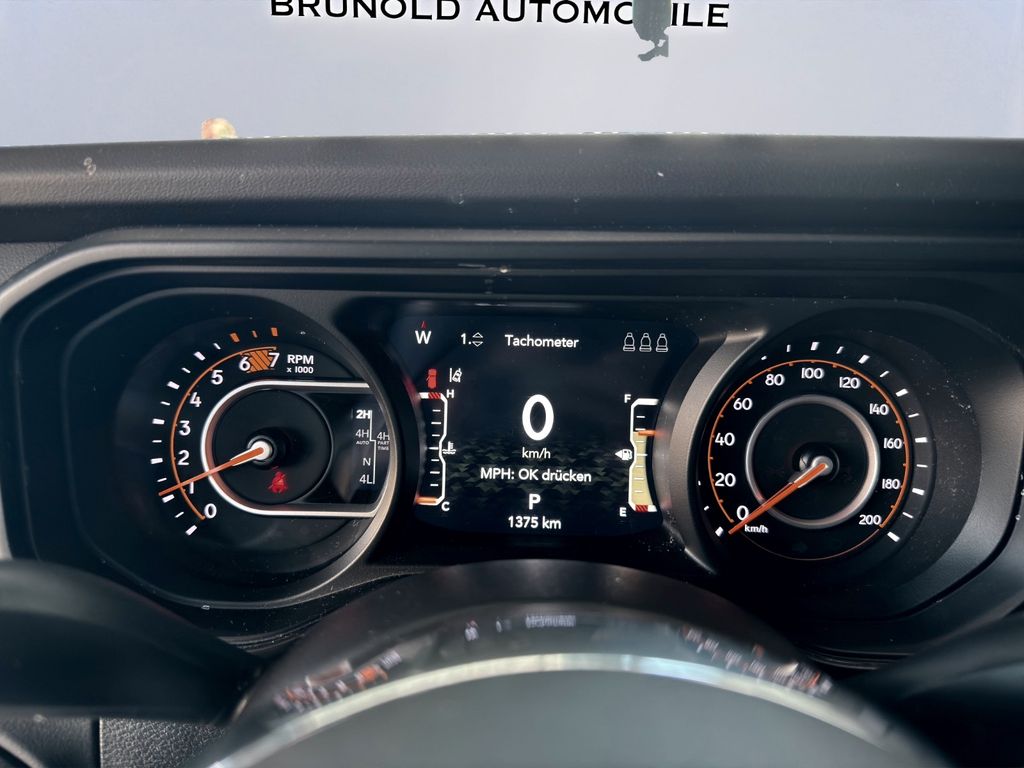 BRUNOLD AUTOMOBILE
W
1.
Tachometer
0
km/h
MPH: OK drücken
P
1375 km
H
C
F
E
RPM
x 1000
0
1
2
3
4
5
6
7
2H
4H
AUTO
4H
PART
TIME
N
4L
0
20
40
60
80
100
120
140
160
180
200
km/h